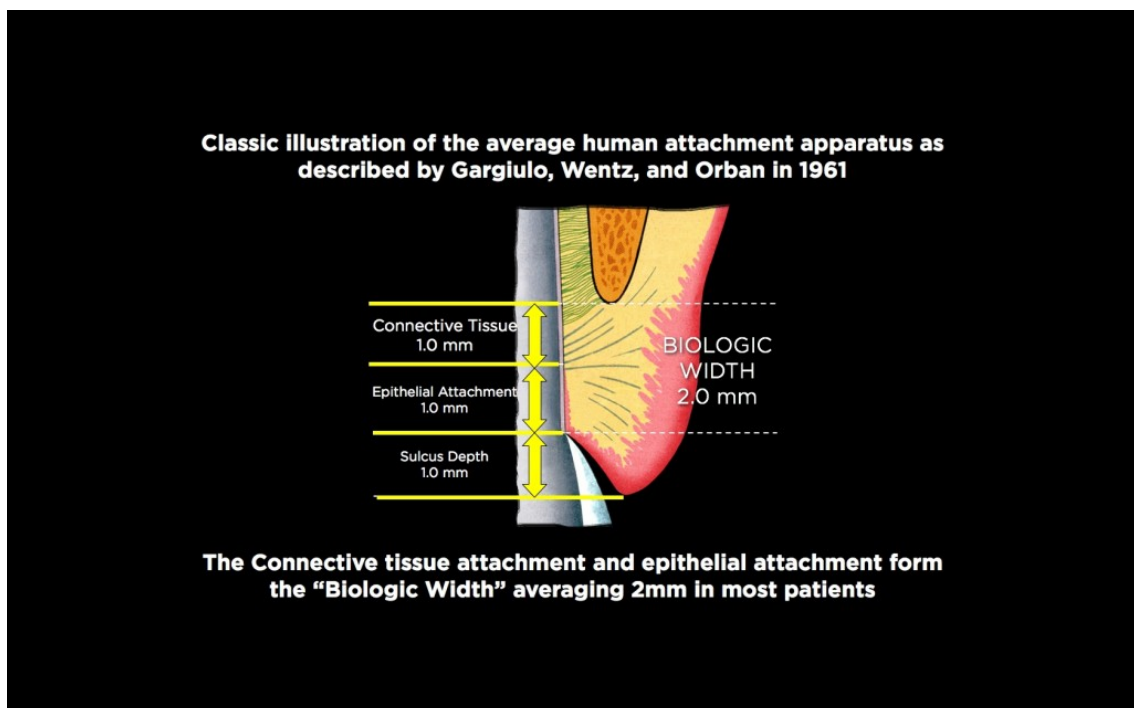 Classic illustration of the average human attachment apparatus as
described by Gargiulo, Wentz, and Orban in 1961
Connective Tissue
1.0 mm
Epithelial Attachment
1.0 mm
Sulcus Depth
1.0 mm
BIOLOGIC
WIDTH
2.0 mm
The Connective tissue attachment and epithelial attachment form
the “Biologic Width” averaging 2mm in most patients